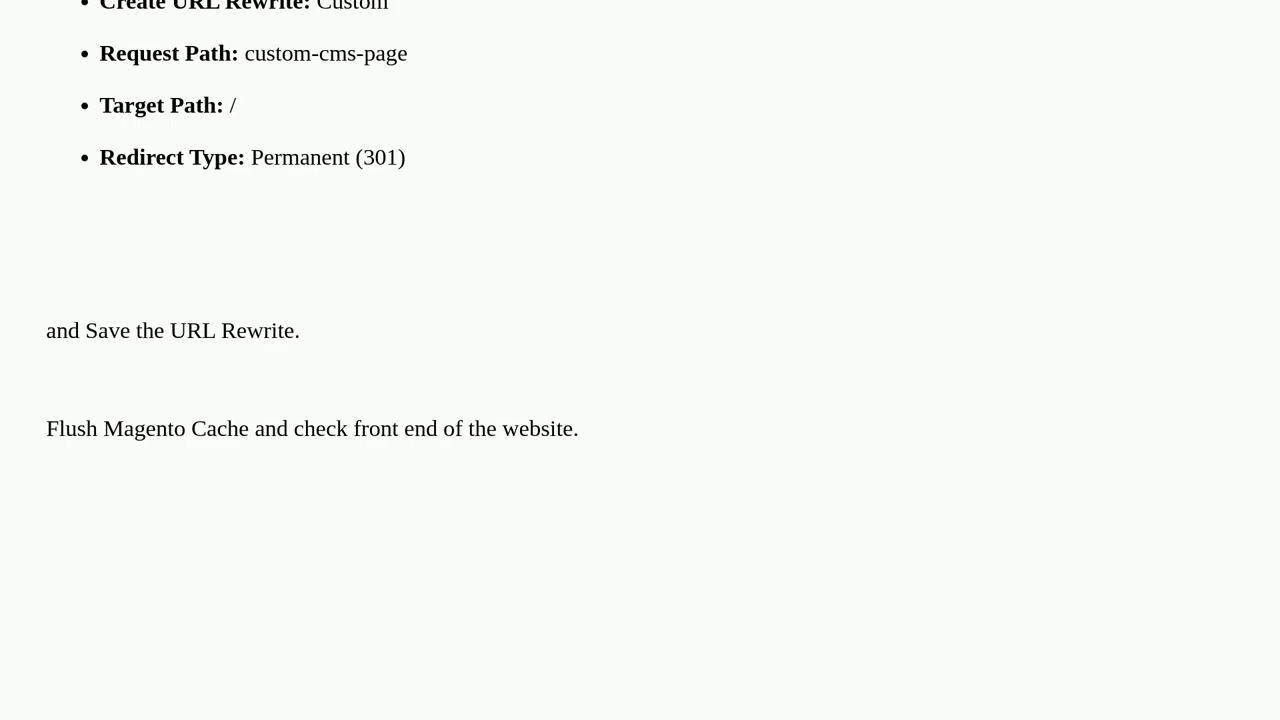 Create URL Rewrite: Custom
Request Path: custom-cms-page
Target Path: /
Redirect Type: Permanent (301)
and Save the URL Rewrite.
Flush Magento Cache and check front end of the website.